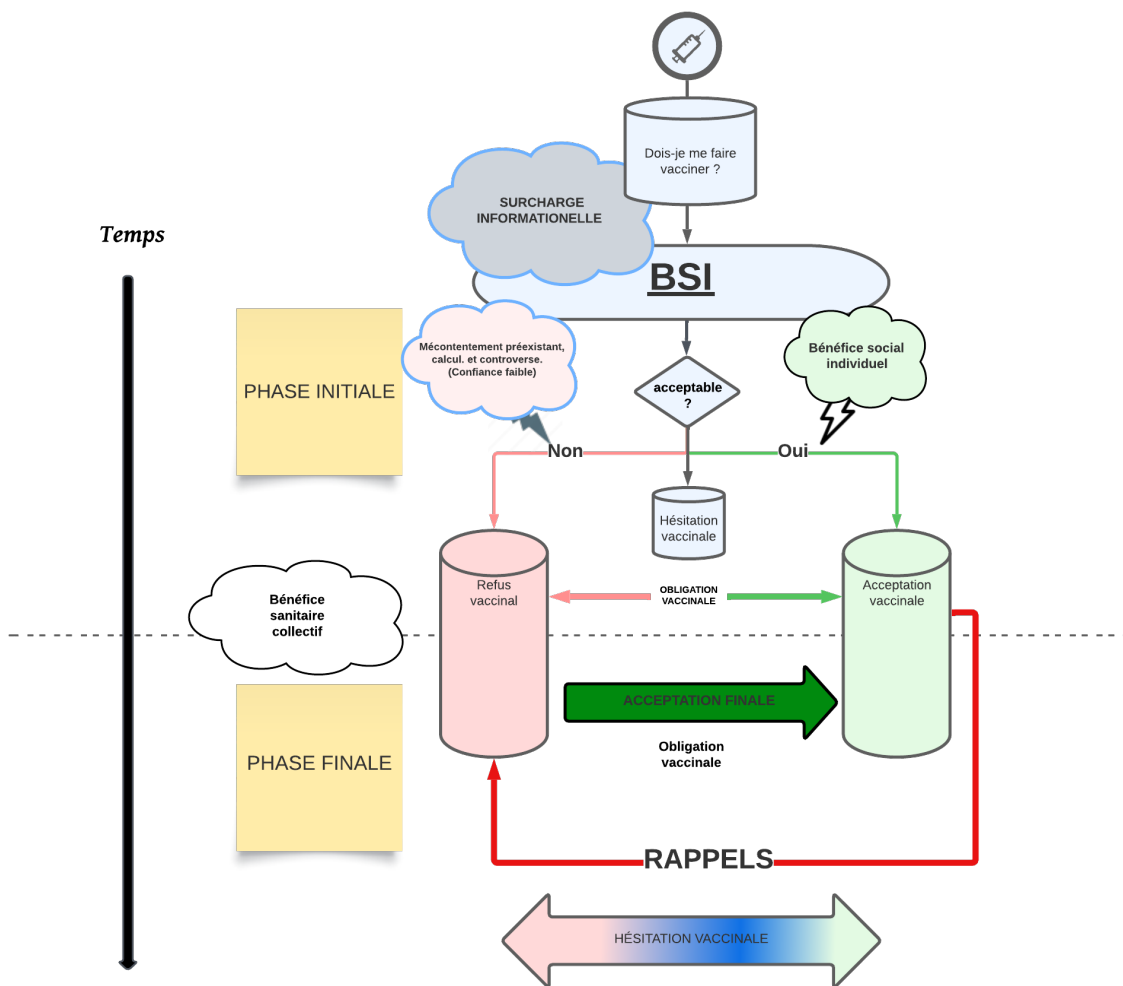 Dois-je me faire
vacciner ?
SURCHARGE
INFORMATIONELLE
Temps
BSI
Mécontentement préexistant,
calcul. et controverse.
(Confiance faible)
Bénéfice social
individuel
PHASE INITIALE
acceptable
?
Non
Oui
Hésitation
vaccinale
Refus
vaccinal
OBLIGATION
VACCINALE
Acceptation
vaccinale
Bénéfice
sanitaire
collectif
ACCEPTATION FINALE
Obligation
vaccinale
PHASE FINALE
RAPPELS
HÉSITATION VACCINALE